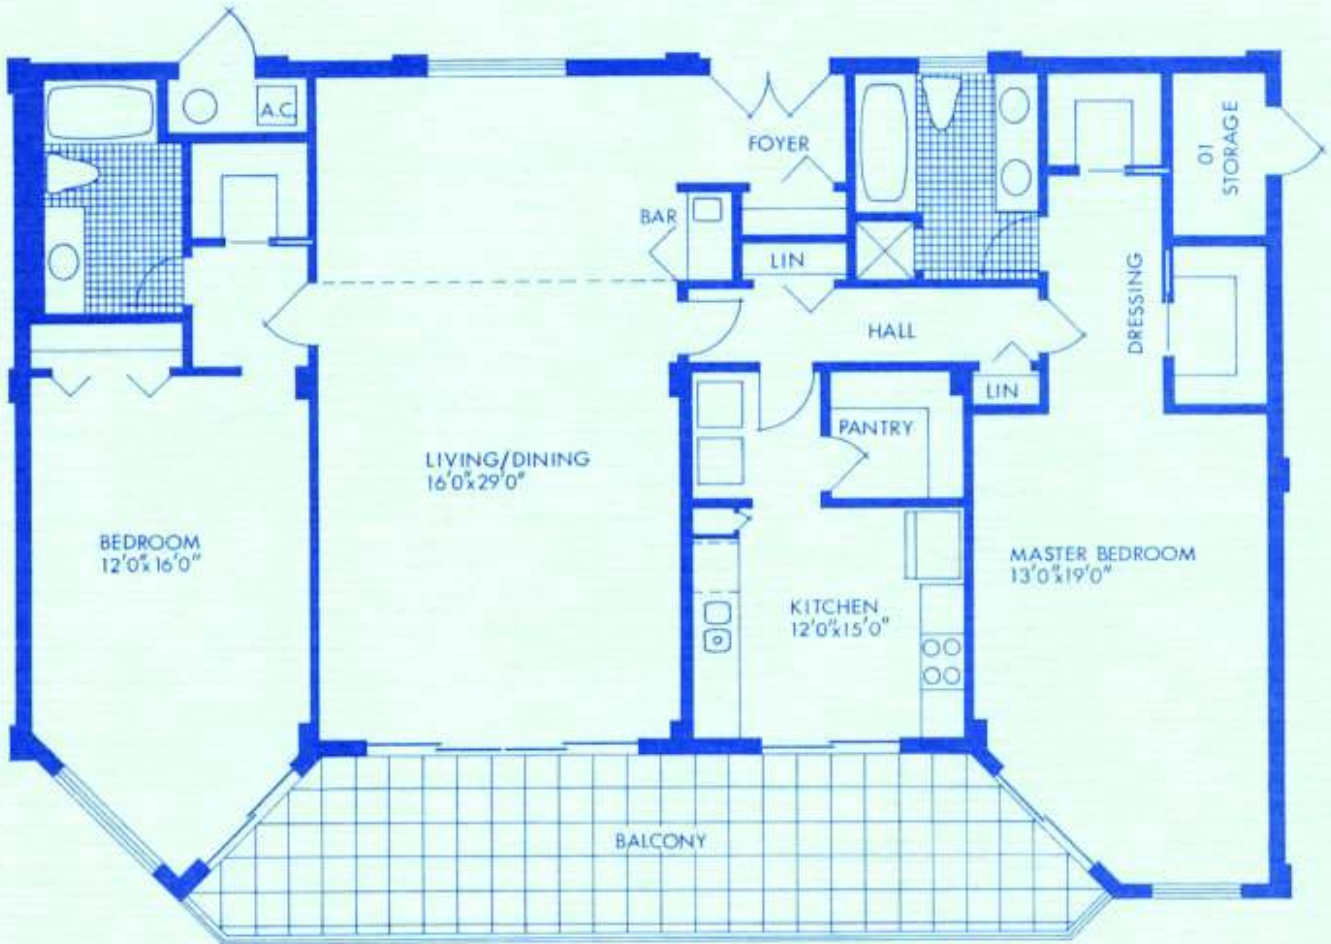 A.C.
FOYER
01
STORAGE
BAR
LIN
HALL
DRESSING
LIN
PANTRY
LIVING/DINING
16'0"x29'0"
BEDROOM
12'0"x16'0"
MASTER BEDROOM
13'0"x19'0"
KITCHEN
12'0"x15'0"
BALCONY